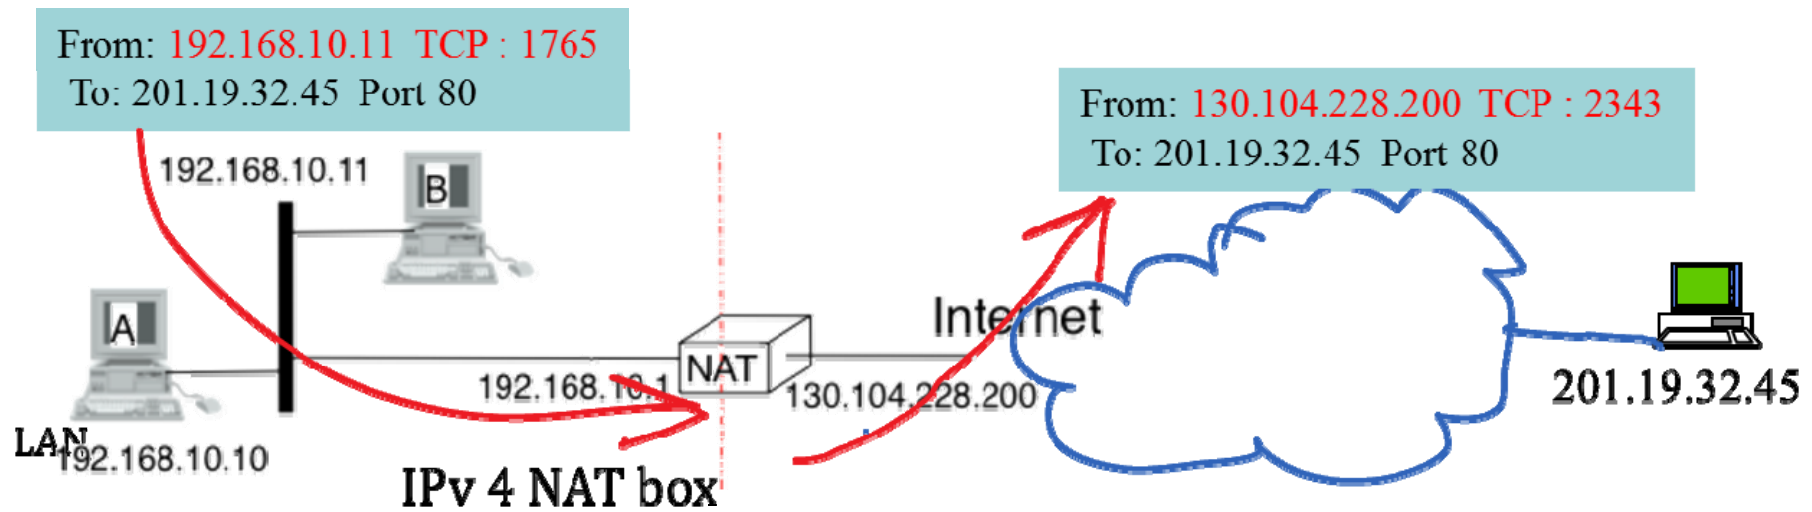 From: 192.168.10.11 TCP : 1765
To: 201.19.32.45 Port 80
From: 130.104.228.200 TCP : 2343
To: 201.19.32.45 Port 80
192.168.10.11
B
A
Internet
NAT
192.168.10.1
130.104.228.200
201.19.32.45
LAN
192.168.10.10
IPv 4 NAT box